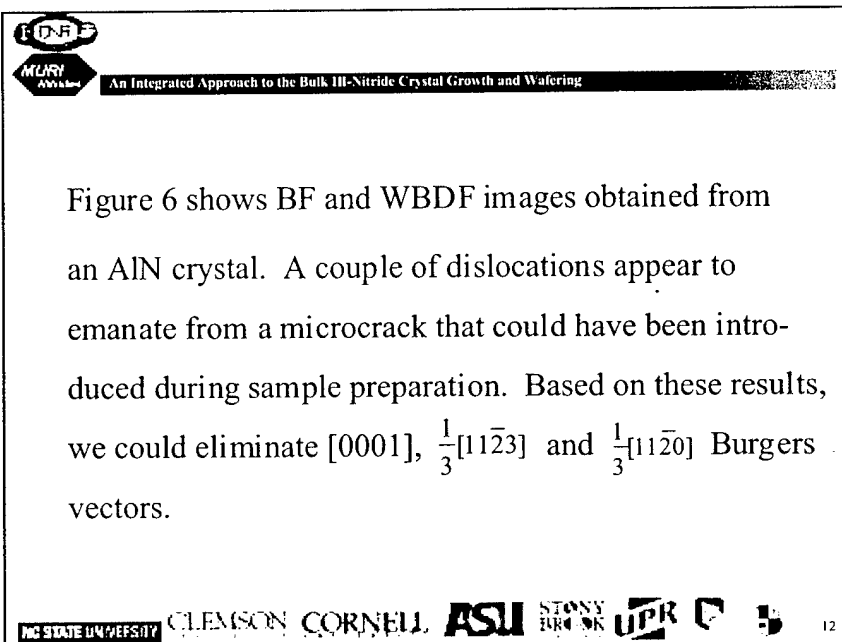 MURI
An Integrated Approach to the Bulk III-Nitride Crystal Growth and Wafering
Figure 6 shows BF and WBDF images obtained from
an AlN crystal. A couple of dislocations appear to
emanate from a microcrack that could have been intro-
duced during sample preparation. Based on these results,
we could eliminate [0001], 1/3[112̅3] and 1/3[112̅0] Burgers
vectors.
NC STATE UNIVERSITY CLEMSON CORNELL ASU STONY BROOK UPR 12